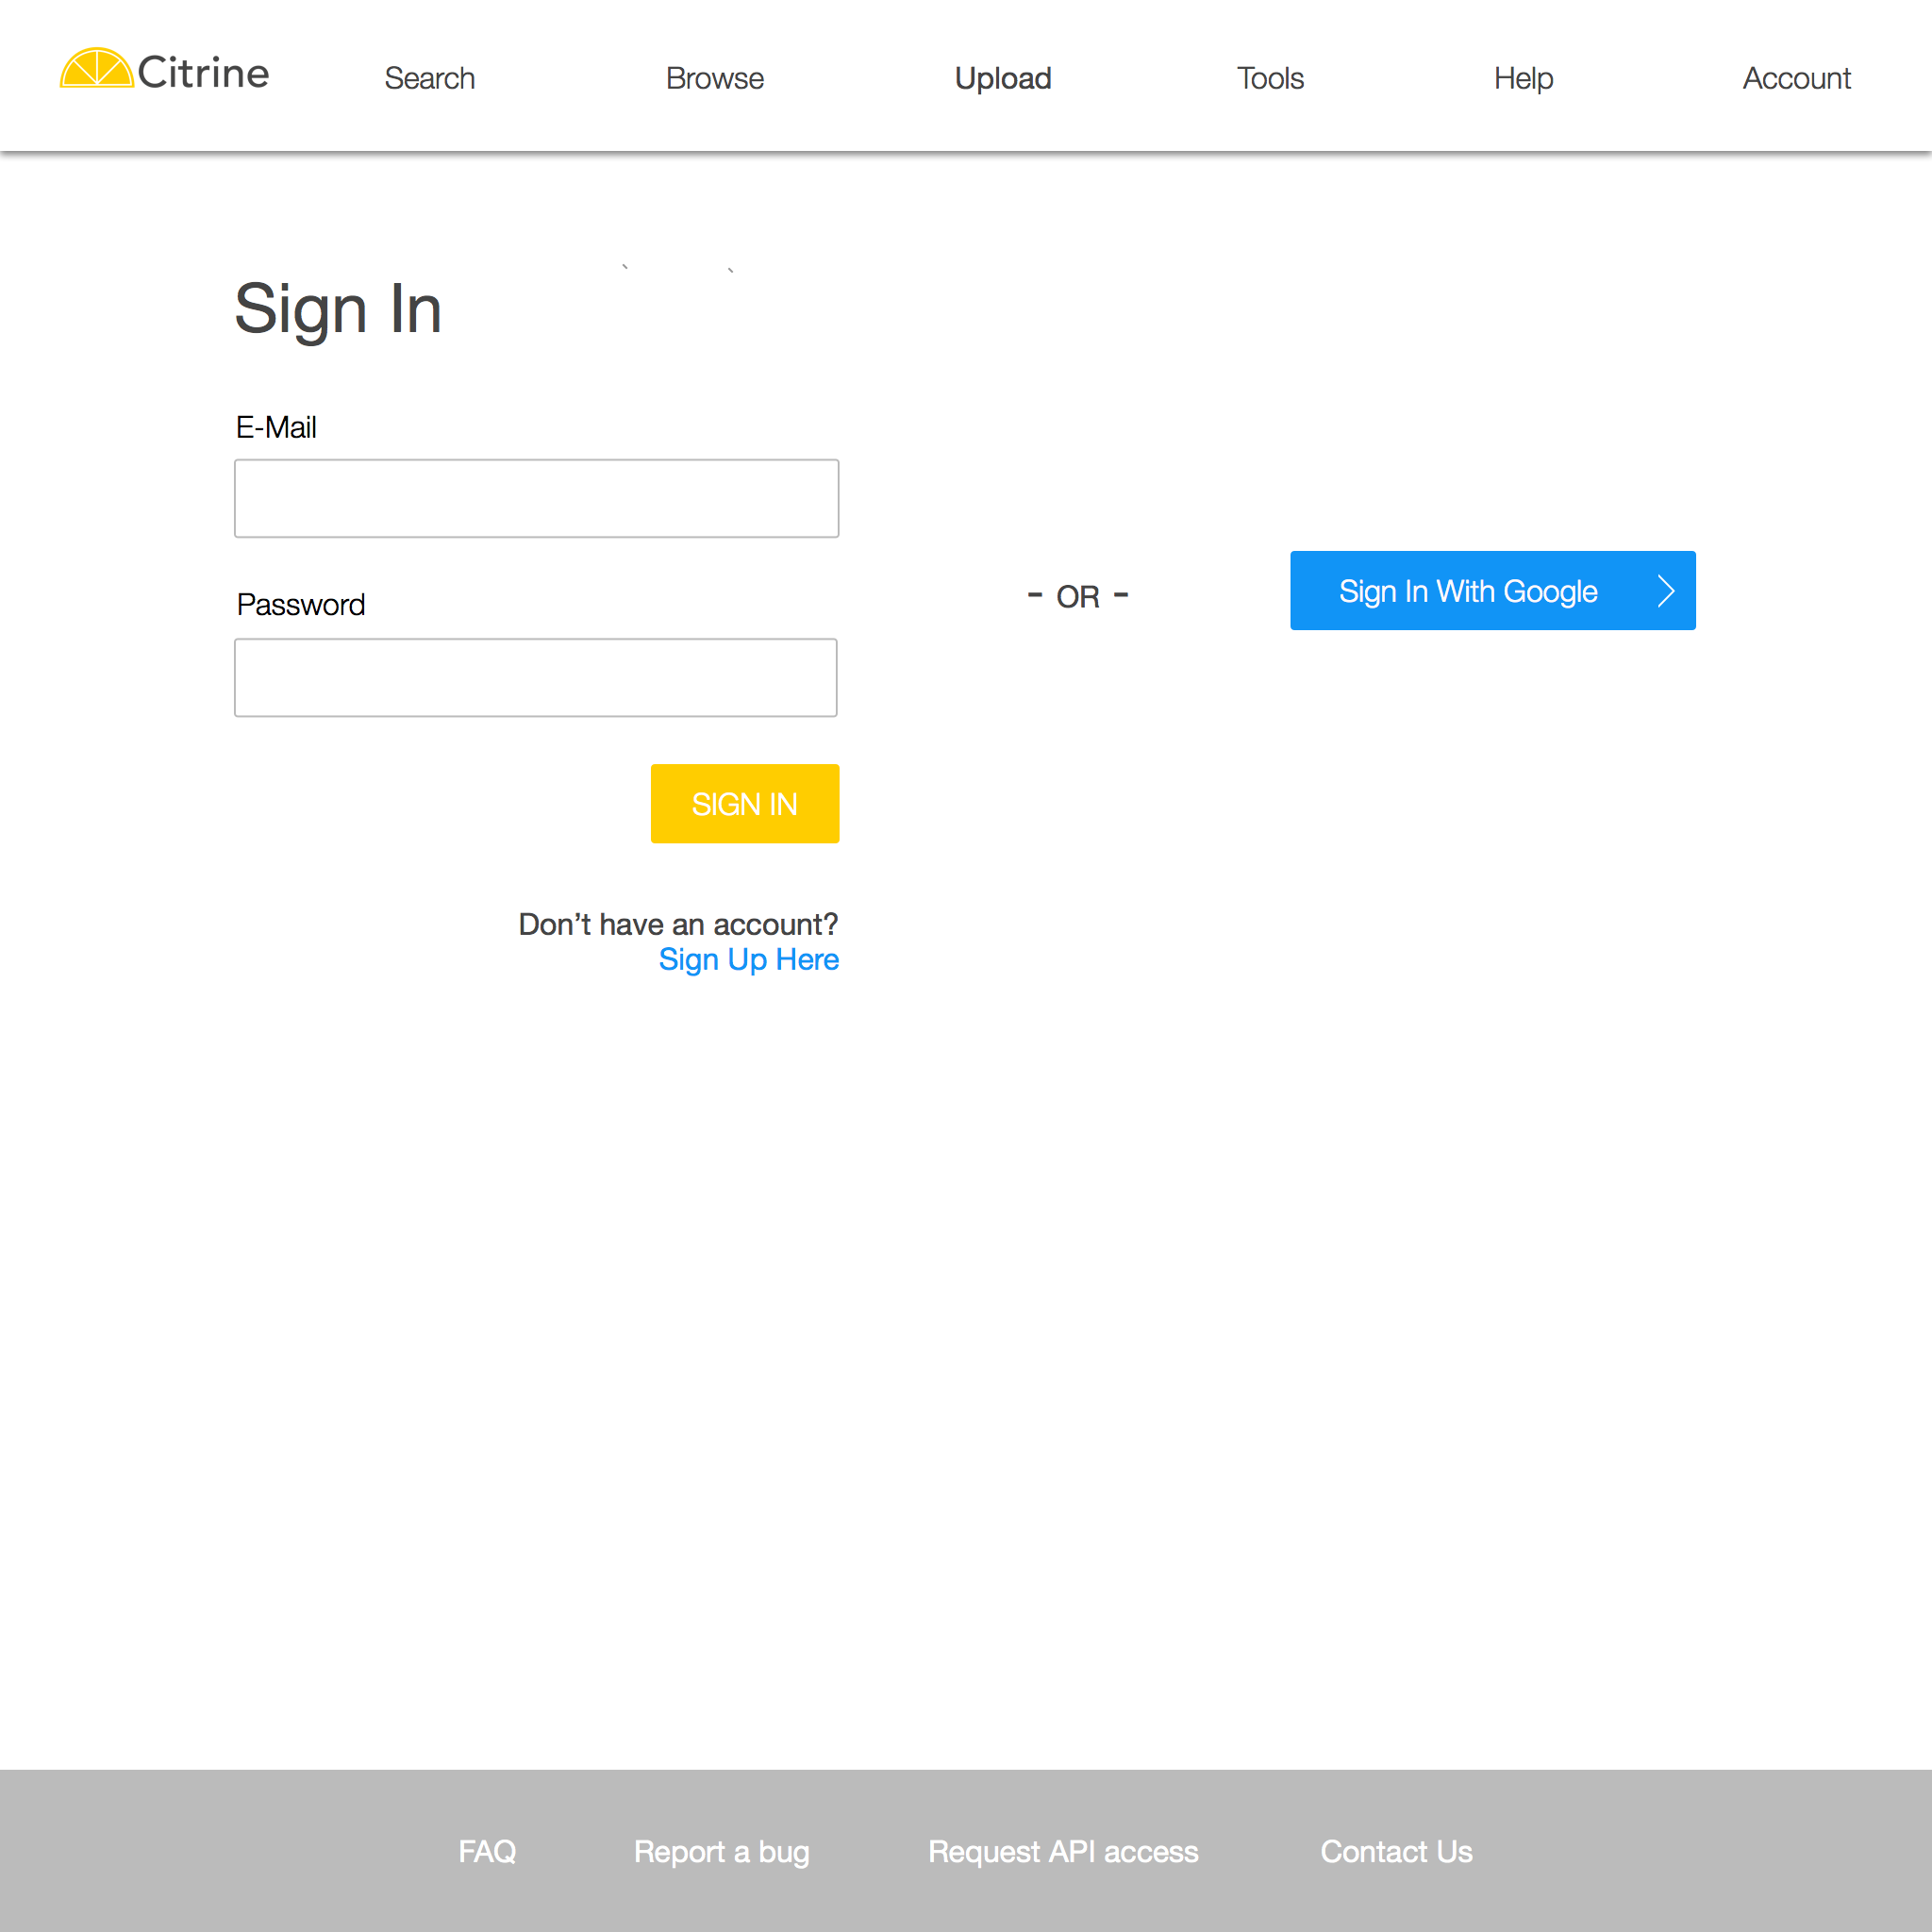 Citrine Search Browse Upload Tools Help Account
` `
Sign In
E-Mail
Password
SIGN IN
Don’t have an account?
Sign Up Here
- OR -
Sign In With Google
FAQ Report a bug Request API access Contact Us